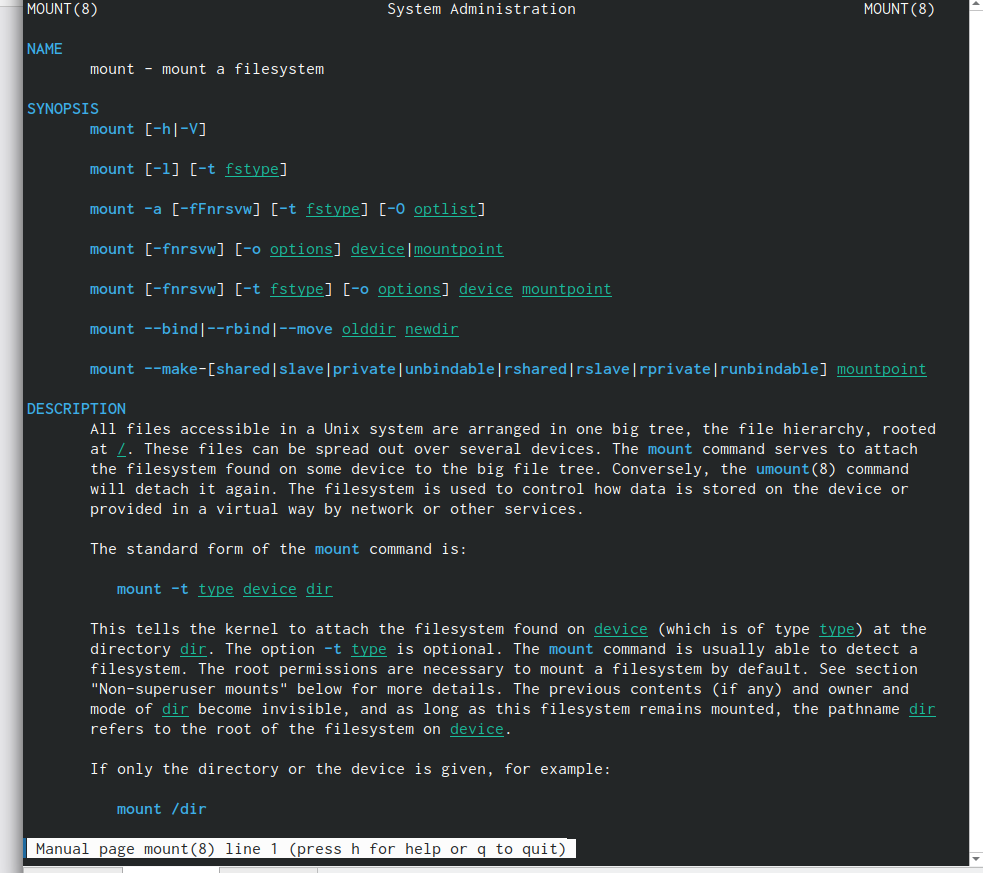 MOUNT(8) System Administration MOUNT(8)
NAME
mount - mount a filesystem
SYNOPSIS
mount [-h|-V]
mount [-l] [-t fstype]
mount -a [-fFnrsvw] [-t fstype] [-O optlist]
mount [-fnrsvw] [-o options] device|mountpoint
mount [-fnrsvw] [-t fstype] [-o options] device mountpoint
mount --bind|--rbind|--move olddir newdir
mount --make-[shared|slave|private|unbindable|rshared|rslave|rprivate|runbindable] mountpoint
DESCRIPTION
All files accessible in a Unix system are arranged in one big tree, the file hierarchy, rooted
at /. These files can be spread out over several devices. The mount command serves to attach
the filesystem found on some device to the big file tree. Conversely, the umount(8) command
will detach it again. The filesystem is used to control how data is stored on the device or
provided in a virtual way by network or other services.
The standard form of the mount command is:
mount -t type device dir
This tells the kernel to attach the filesystem found on device (which is of type type) at the
directory dir. The option -t type is optional. The mount command is usually able to detect a
filesystem. The root permissions are necessary to mount a filesystem by default. See section
"Non-superuser mounts" below for more details. The previous contents (if any) and owner and
mode of dir become invisible, and as long as this filesystem remains mounted, the pathname dir
refers to the root of the filesystem on device.
If only the directory or the device is given, for example:
mount /dir
Manual page mount(8) line 1 (press h for help or q to quit)